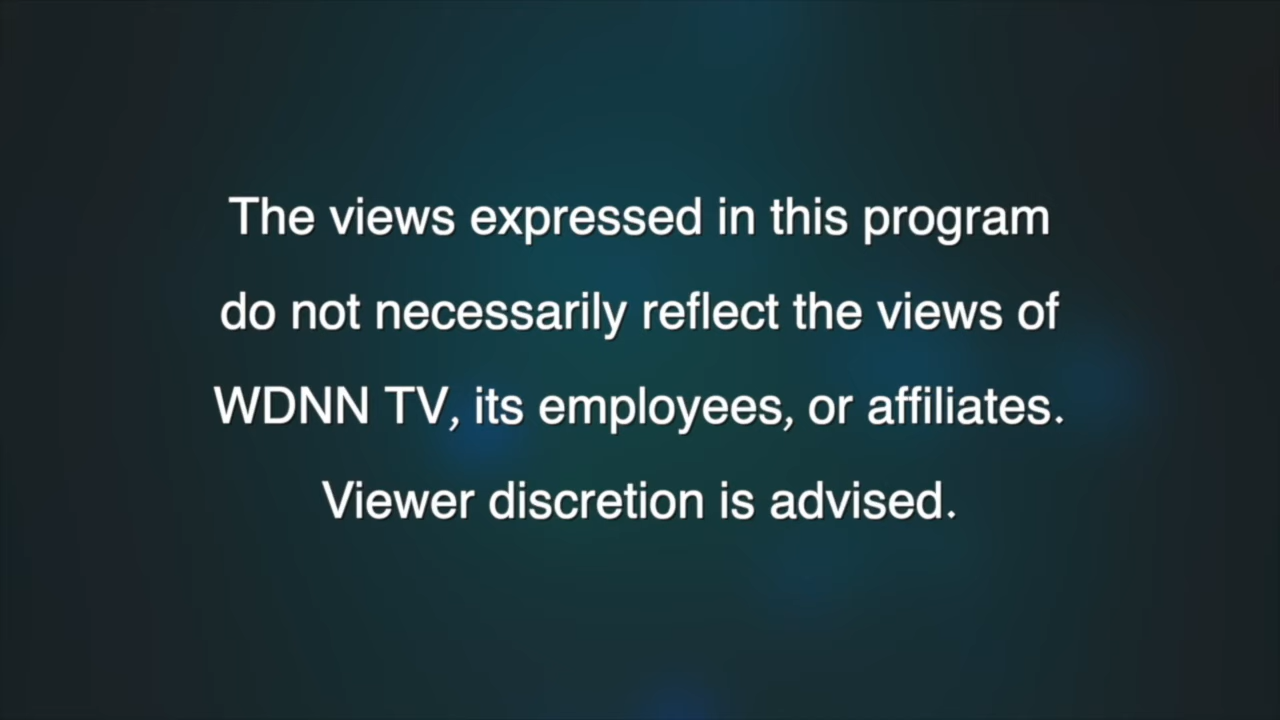 The views expressed in this program
do not necessarily reflect the views of
WDNN TV, its employees, or affiliates.
Viewer discretion is advised.